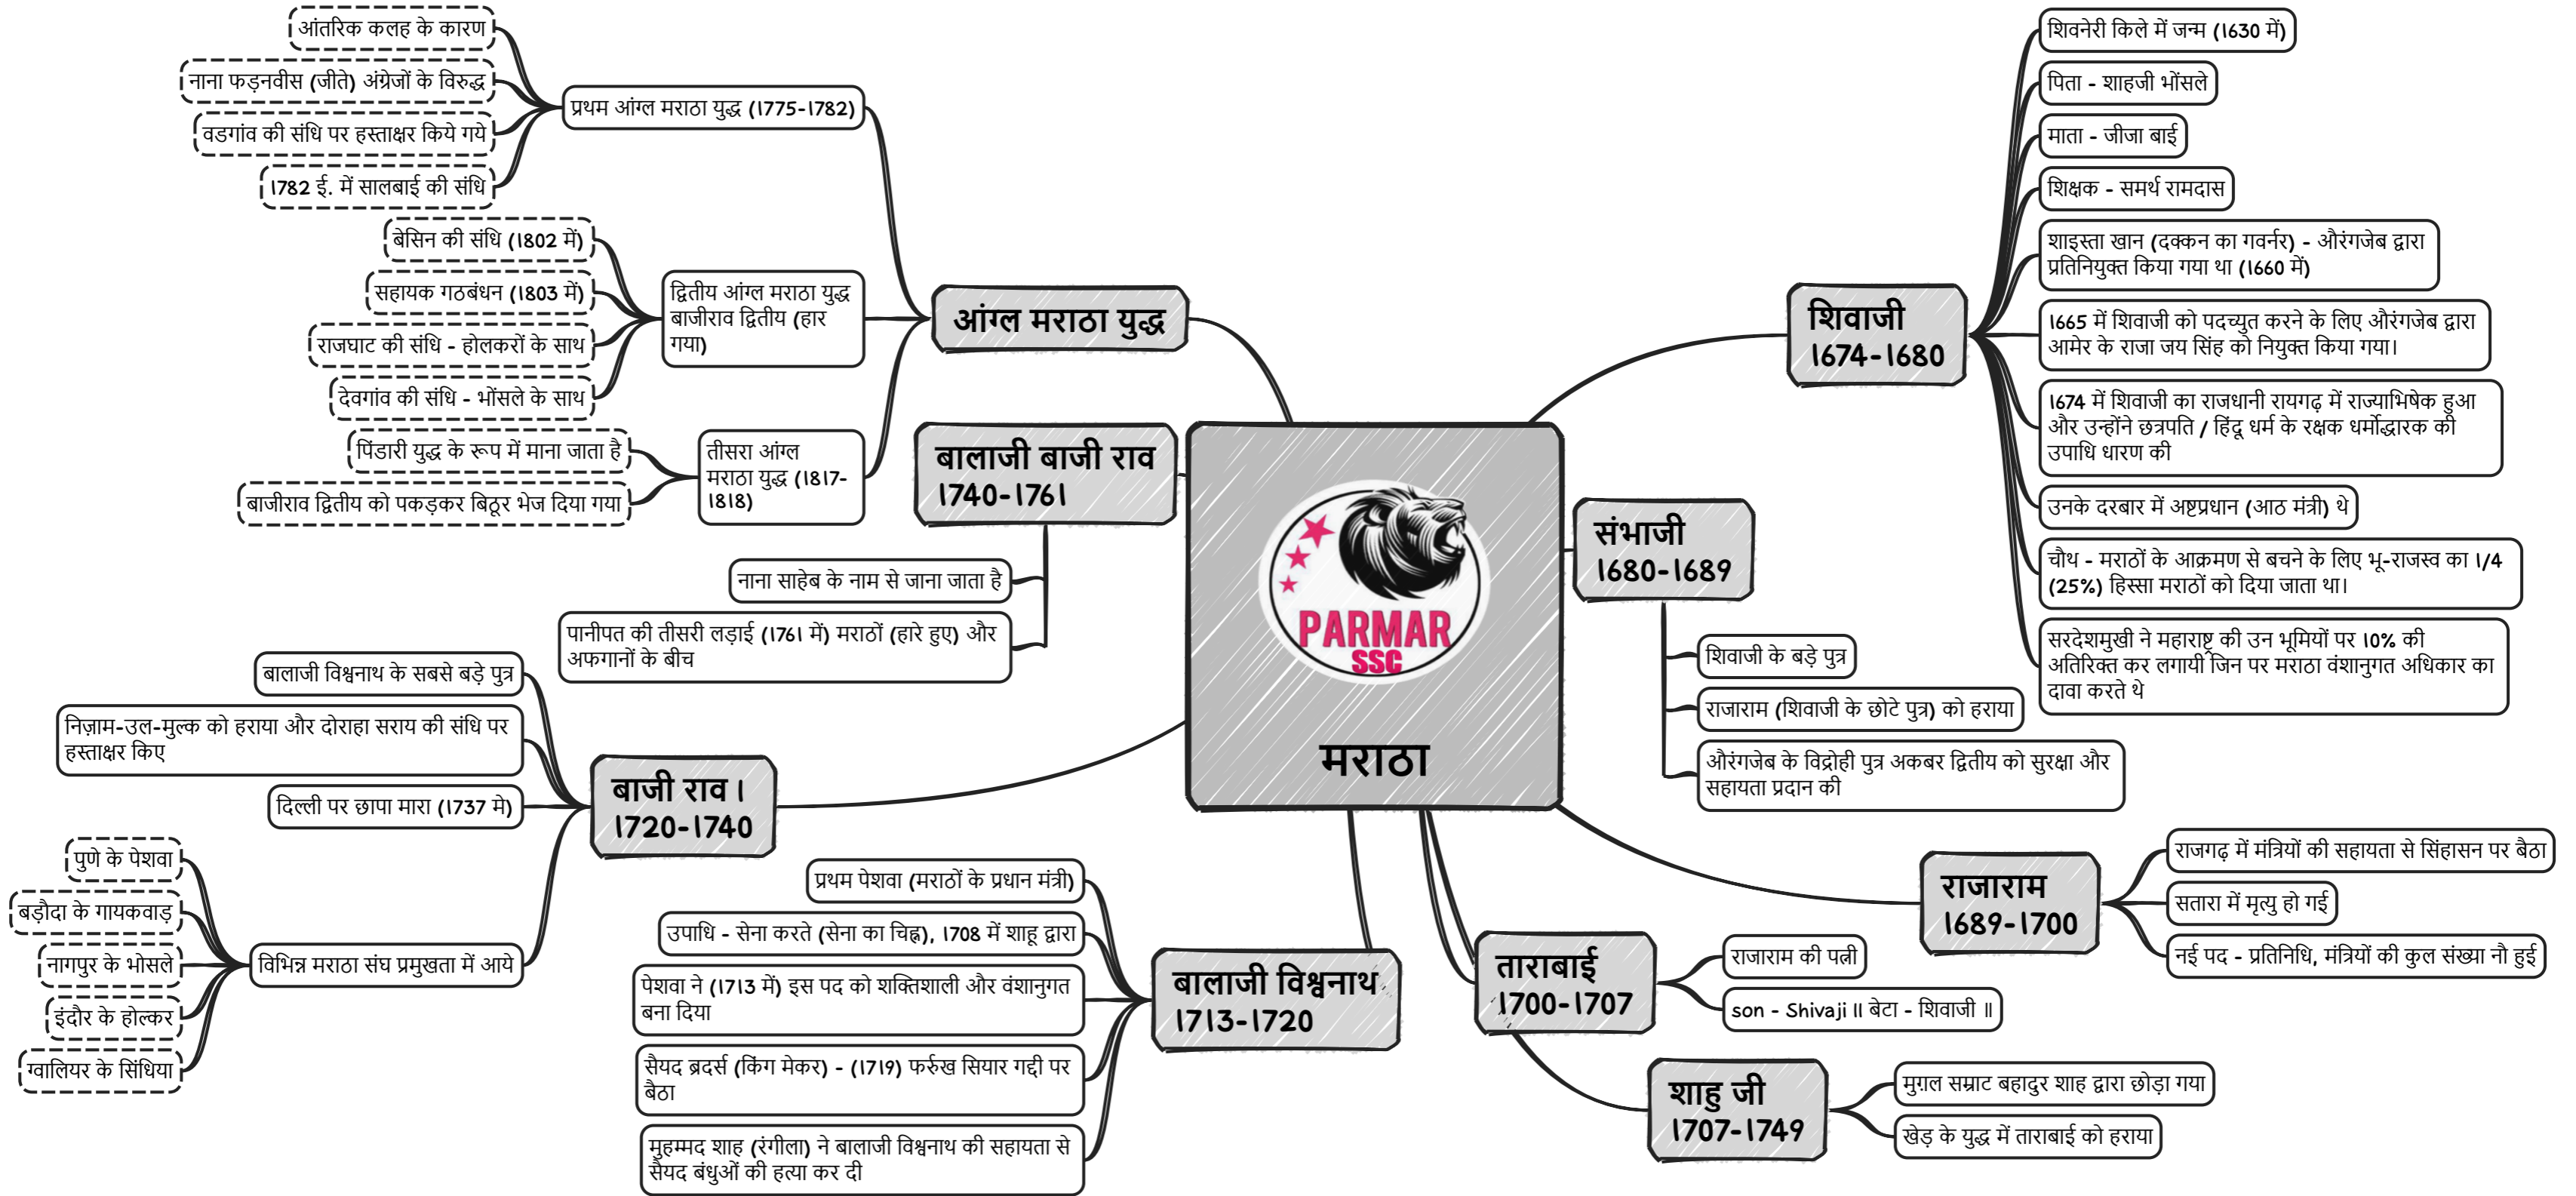 मराठा
PARMAR
SSC
शिवाजी
1674-1680
शिवनेरी किले में जन्म (1630 में)
पिता - शाहजी भोंसले
माता - जीजा बाई
शिक्षक - समर्थ रामदास
शाइस्ता खान (दक्कन का गवर्नर) - औरंगजेब द्वारा
प्रतिनियुक्त किया गया था (1660 में)
1665 में शिवाजी को पदच्युत करने के लिए औरंगजेब द्वारा
आमेर के राजा जय सिंह को नियुक्त किया गया।
1674 में शिवाजी का राजधानी रायगढ़ में राज्याभिषेक हुआ
और उन्होंने छत्रपति / हिंदू धर्म के रक्षक धर्मोद्धारक की
उपाधि धारण की
उनके दरबार में अष्टप्रधान (आठ मंत्री) थे
चौथ - मराठों के आक्रमण से बचने के लिए भू-राजस्व का 1/4
(25%) हिस्सा मराठों को दिया जाता था।
सरदेशमुखी ने महाराष्ट्र की उन भूमियों पर 10% की
अतिरिक्त कर लगायी जिन पर मराठा वंशानुगत अधिकार का
दावा करते थे
संभाजी
1680-1689
शिवाजी के बड़े पुत्र
राजाराम (शिवाजी के छोटे पुत्र) को हराया
औरंगजेब के विद्रोही पुत्र अकबर द्वितीय को सुरक्षा और
सहायता प्रदान की
राजाराम
1689-1700
राजगढ़ में मंत्रियों की सहायता से सिंहासन पर बैठा
सतारा में मृत्यु हो गई
नई पद - प्रतिनिधि, मंत्रियों की कुल संख्या नौ हुई
ताराबाई
1700-1707
राजाराम की पत्नी
son - Shivaji II बेटा - शिवाजी II
शाहु जी
1707-1749
मुग़ल सम्राट बहादुर शाह द्वारा छोड़ा गया
खेड़ के युद्ध में ताराबाई को हराया
बालाजी विश्वनाथ
1713-1720
प्रथम पेशवा (मराठों के प्रधान मंत्री)
उपाधि - सेना करते (सेना का चिह्न), 1708 में शाहू द्वारा
पेशवा ने (1713 में) इस पद को शक्तिशाली और वंशानुगत
बना दिया
सैयद ब्रदर्स (किंग मेकर) - (1719) फर्रुख सियार गद्दी पर
बैठा
मुहम्मद शाह (रंगीला) ने बालाजी विश्वनाथ की सहायता से
सैयद बंधुओं की हत्या कर दी
बाजी राव I
1720-1740
बालाजी विश्वनाथ के सबसे बड़े पुत्र
निज़ाम-उल-मुल्क को हराया और दोराहा सराय की संधि पर
हस्ताक्षर किए
दिल्ली पर छापा मारा (1737 मे)
विभिन्न मराठा संघ प्रमुखता में आये
पुणे के पेशवा
बड़ौदा के गायकवाड़
नागपुर के भोसले
इंदौर के होल्कर
ग्वालियर के सिंधिया
बालाजी बाजी राव
1740-1761
नाना साहेब के नाम से जाना जाता है
पानीपत की तीसरी लड़ाई (1761 में) मराठों (हारे हुए) और
अफगानों के बीच
आंग्ल मराठा युद्ध
प्रथम आंग्ल मराठा युद्ध (1775-1782)
आंतरिक कलह के कारण
नाना फड़नवीस (जीते) अंग्रेजों के विरुद्ध
वडगांव की संधि पर हस्ताक्षर किये गये
1782 ई. में सालबाई की संधि
द्वितीय आंग्ल मराठा युद्ध
बाजीराव द्वितीय (हार
गया)
बेसिन की संधि (1802 में)
सहायक गठबंधन (1803 में)
राजघाट की संधि - होलकरों के साथ
देवगांव की संधि - भोंसले के साथ
तीसरा आंग्ल
मराठा युद्ध (1817-
1818)
पिंडारी युद्ध के रूप में माना जाता है
बाजीराव द्वितीय को पकड़कर बिठूर भेज दिया गया